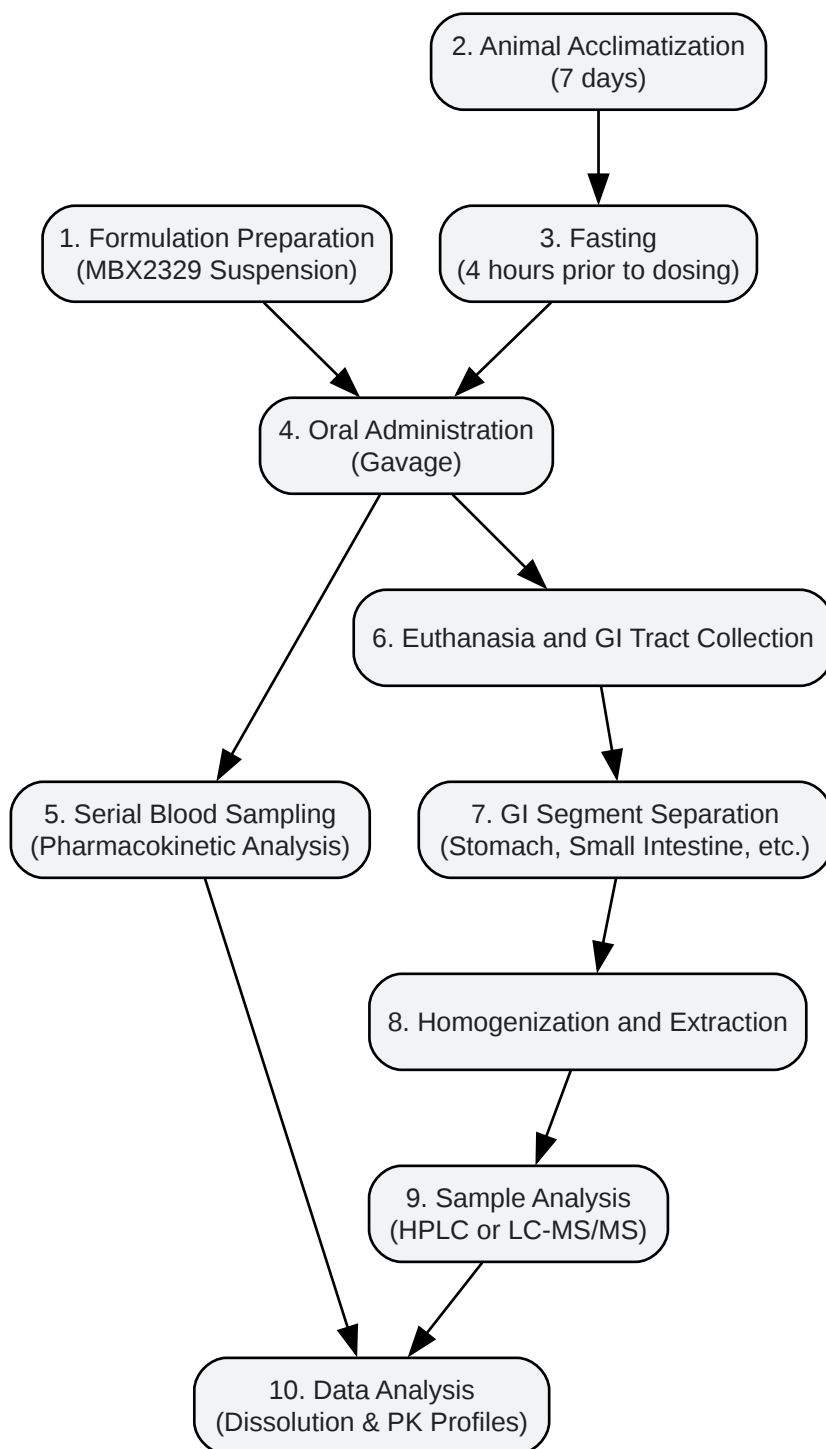 2. Animal Acclimatization
(7 days)
1. Formulation Preparation
(MBX2329 Suspension)
3. Fasting
(4 hours prior to dosing)
4. Oral Administration
(Gavage)
6. Euthanasia and GI Tract Collection
5. Serial Blood Sampling
(Pharmacokinetic Analysis)
7. GI Segment Separation
(Stomach, Small Intestine, etc.)
8. Homogenization and Extraction
9. Sample Analysis
(HPLC or LC-MS/MS)
10. Data Analysis
(Dissolution & PK Profiles)